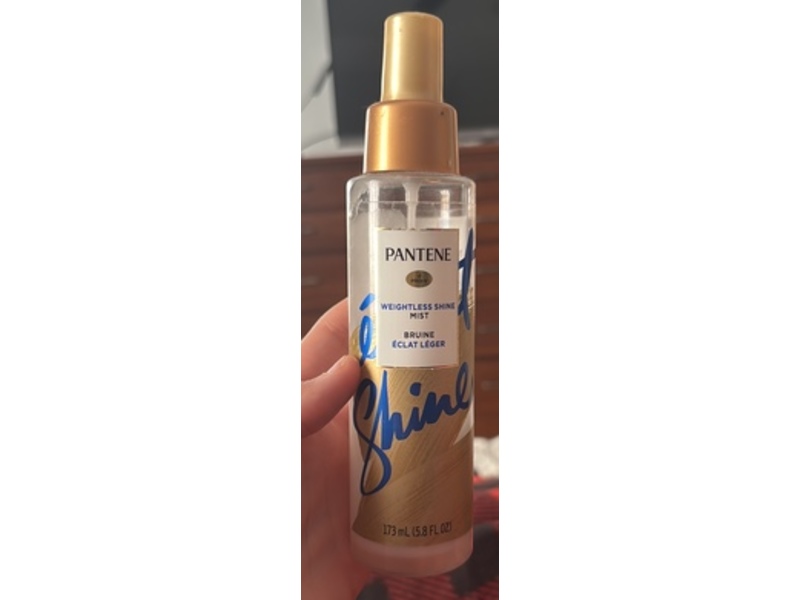 PANTENE
WEIGHTLESS SHINE
MIST
BRUINE
ÉCLAT LÉGER
Shine
173 mL (5.8 FL OZ)